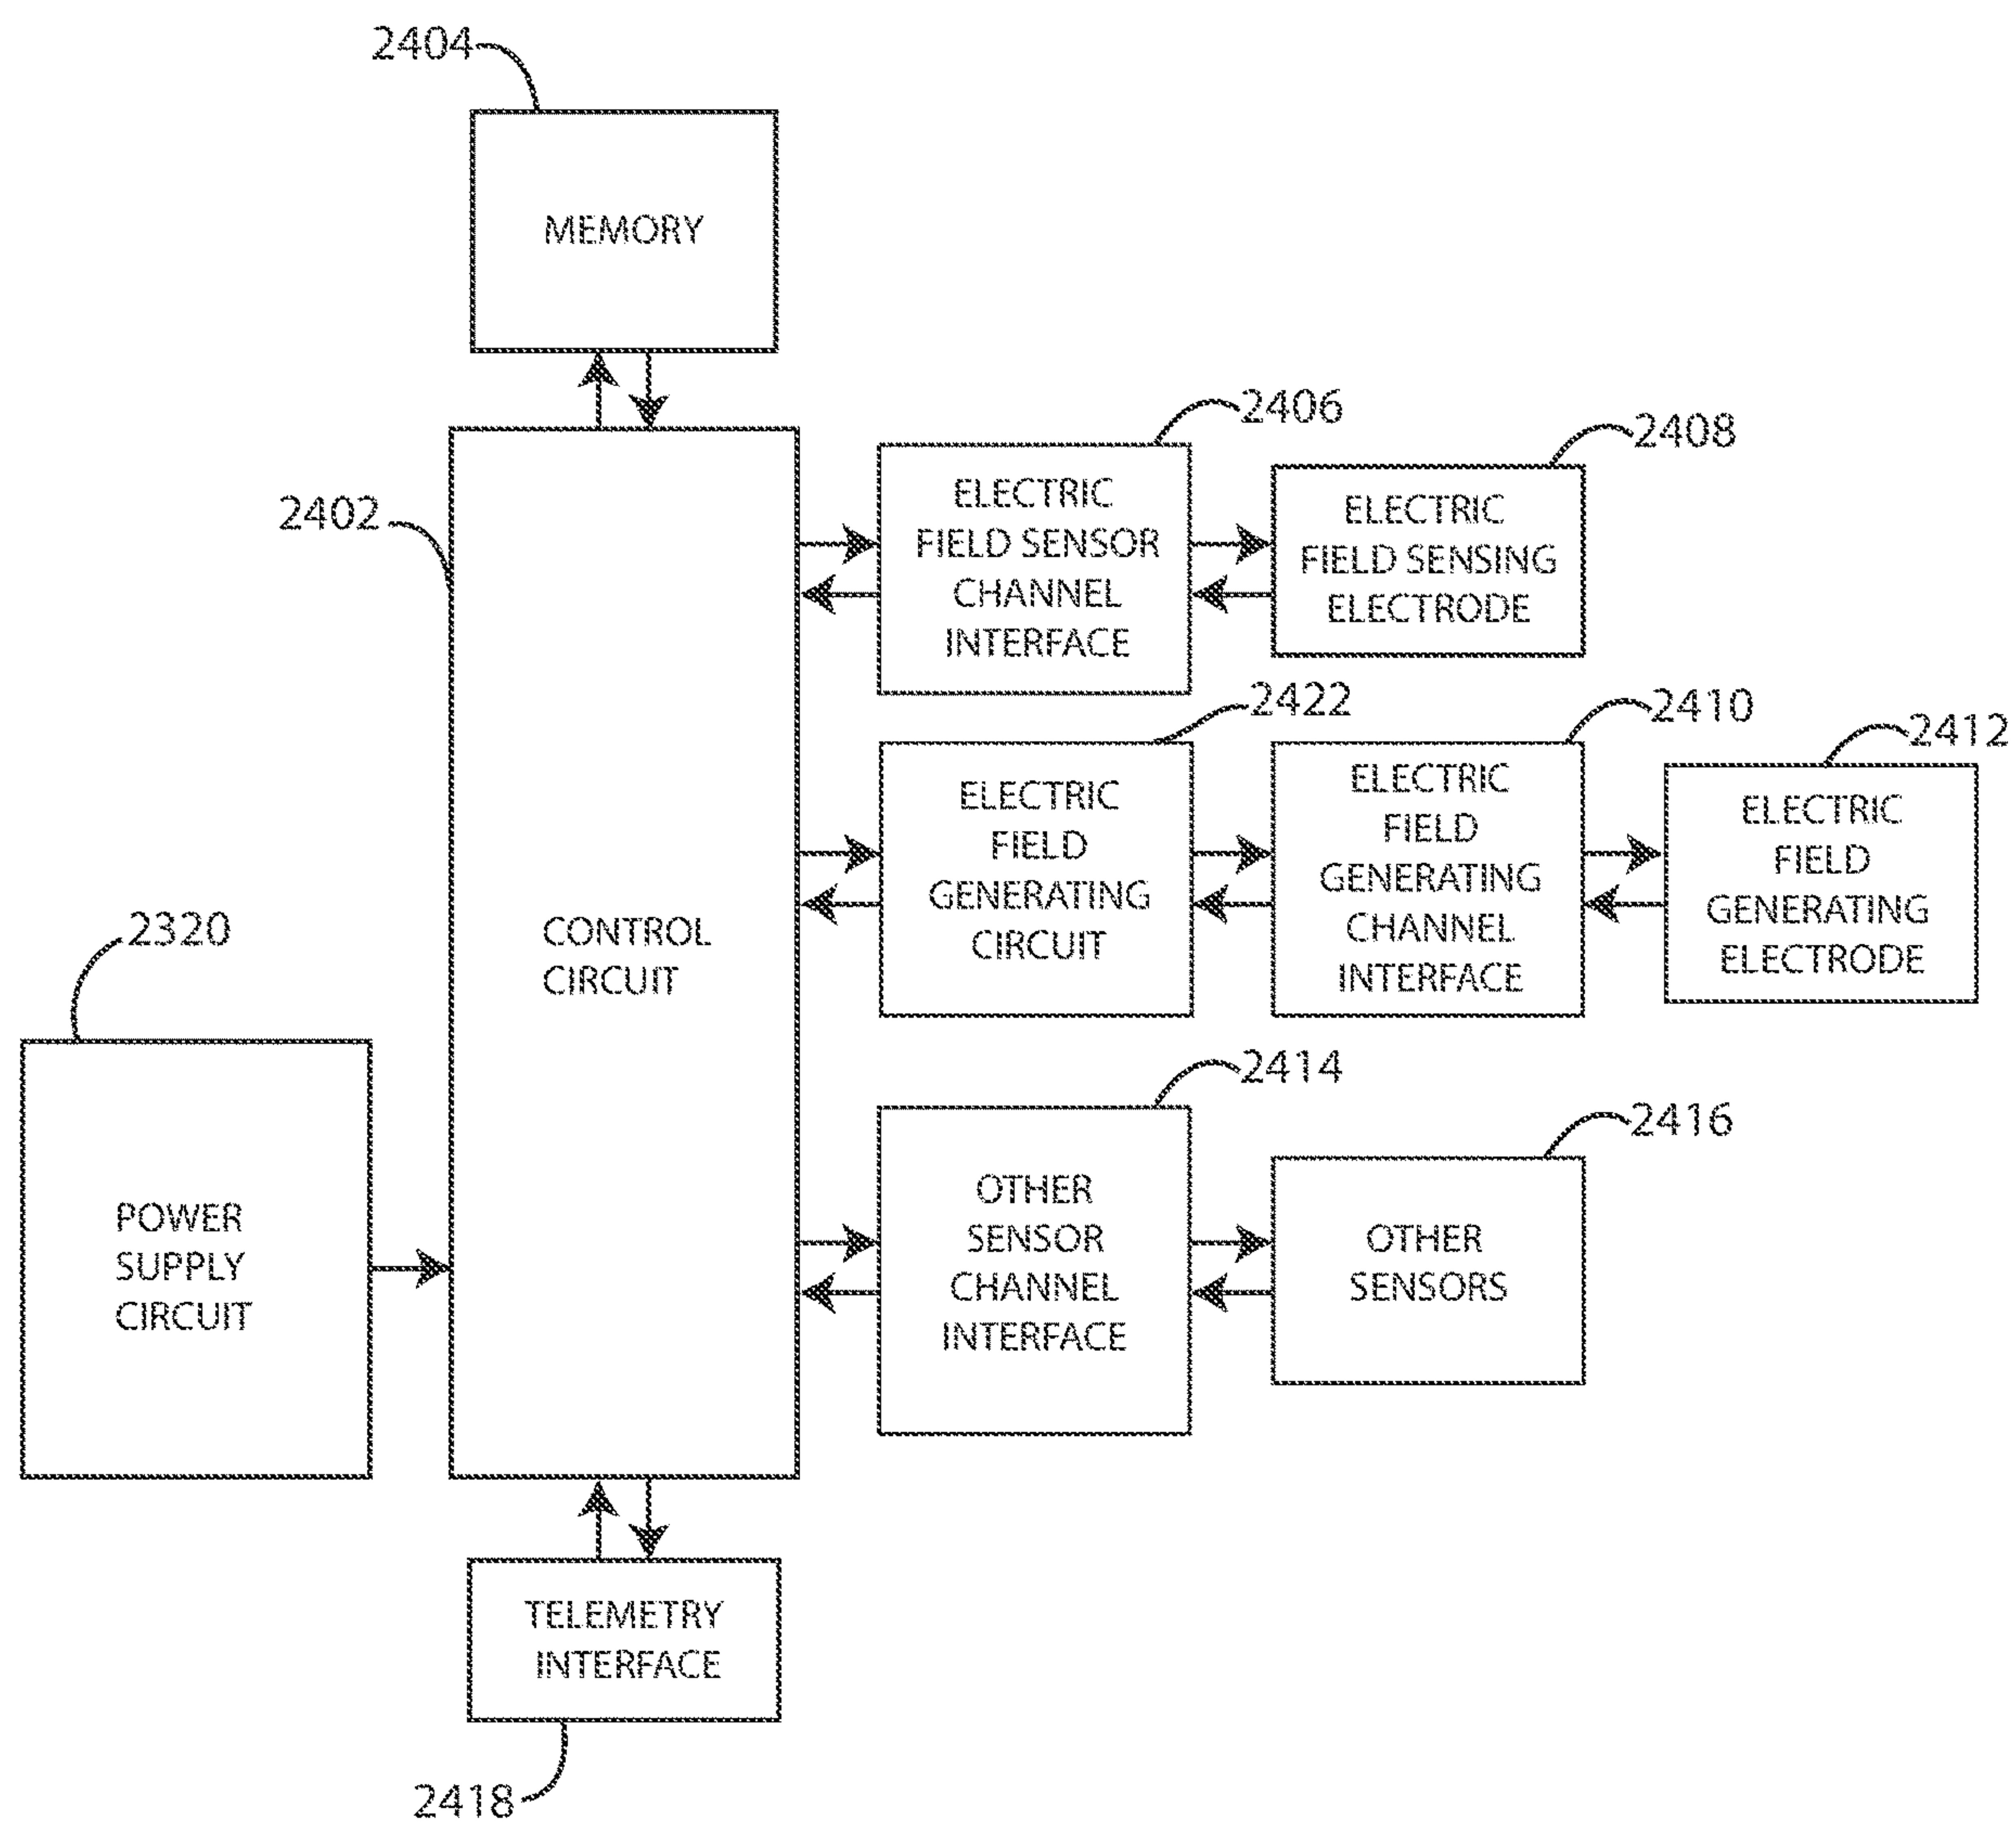 2404
MEMORY
2406
2408
2402
ELECTRIC
FIELD SENSOR
CHANNEL
INTERFACE
ELECTRIC
FIELD SENSING
ELECTRODE
2422
2410
2412
ELECTRIC
FIELD
GENERATING
CIRCUIT
ELECTRIC
FIELD
GENERATING
CHANNEL
INTERFACE
ELECTRIC
FIELD
GENERATING
ELECTRODE
CONTROL
CIRCUIT
2320
POWER
SUPPLY
CIRCUIT
2414
2416
OTHER
SENSOR
CHANNEL
INTERFACE
OTHER
SENSORS
TELEMETRY
INTERFACE
2418